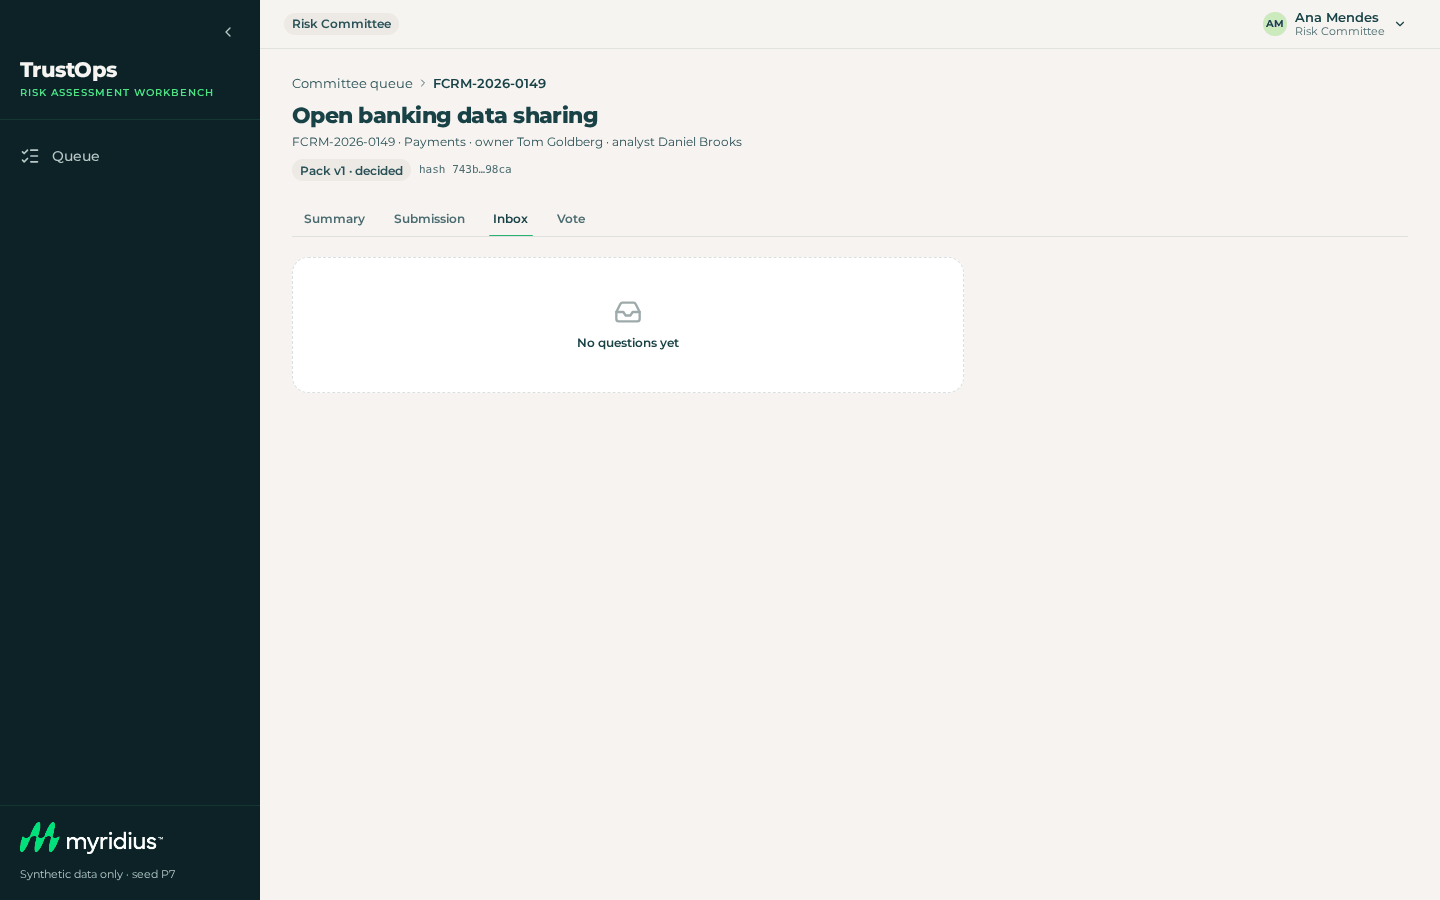 TrustOps
RISK ASSESSMENT WORKBENCH
Queue
myridius™
Synthetic data only · seed P7
Risk Committee
AM
Ana Mendes
Risk Committee
Committee queue › FCRM-2026-0149
Open banking data sharing
FCRM-2026-0149 · Payments · owner Tom Goldberg · analyst Daniel Brooks
Pack v1 · decided hash 743b…98ca
Summary Submission Inbox Vote
No questions yet